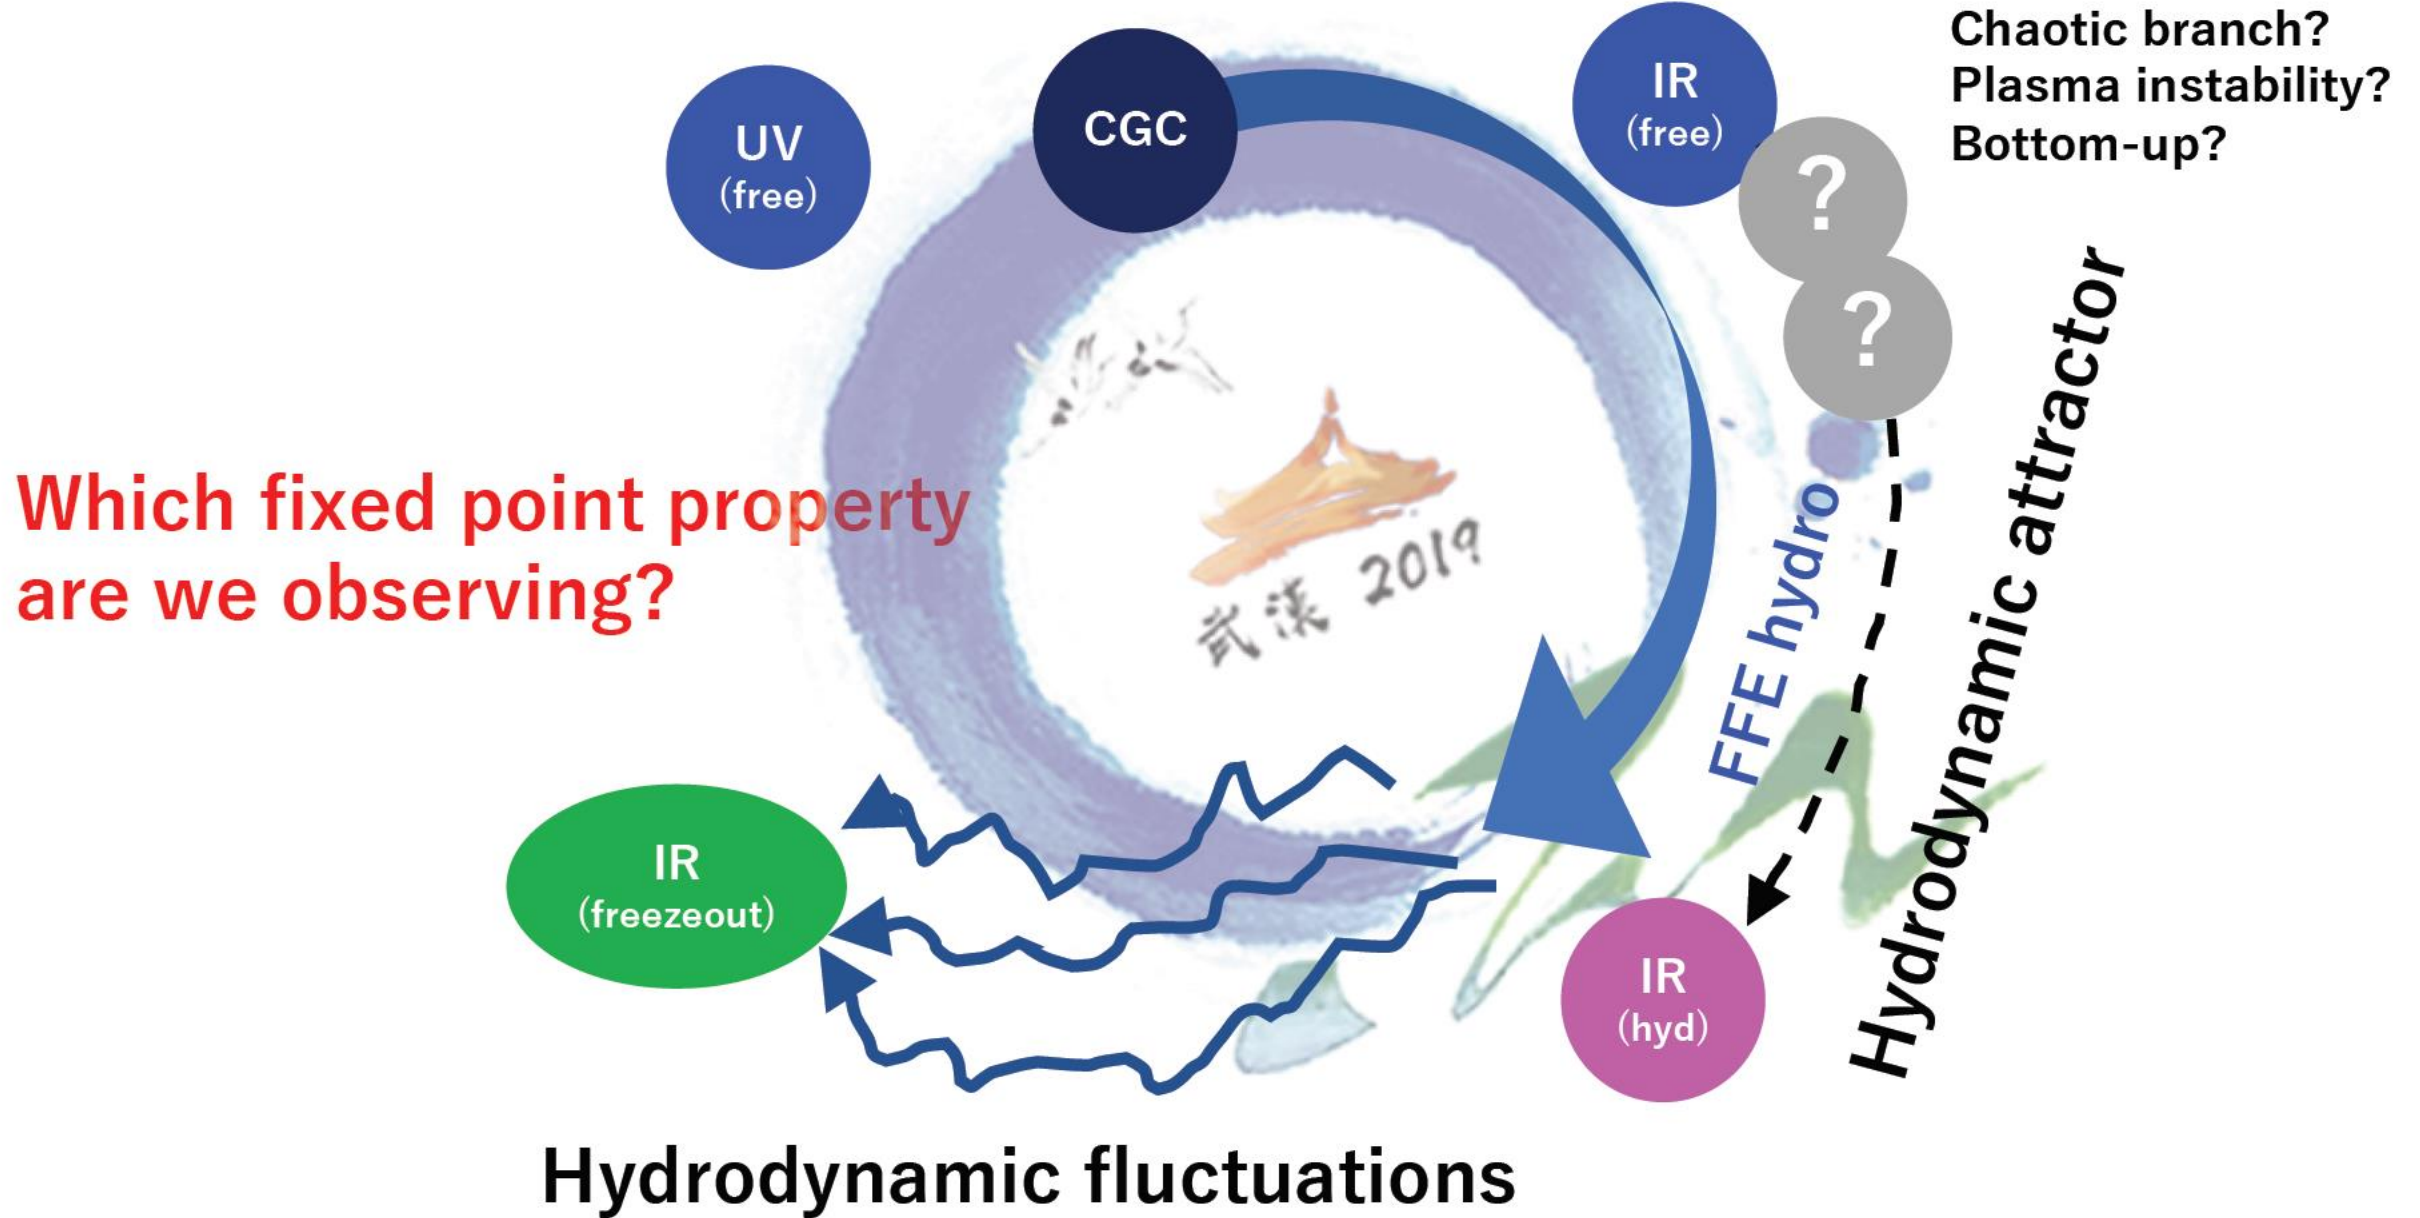 UV
(free)
CGC
IR
(free)
Chaotic branch?
Plasma instability?
Bottom-up?
?
?
Which fixed point property
are we observing?
武漢 2019
FFE hydro
Hydrodynamic attractor
IR
(freezeout)
IR
(hyd)
Hydrodynamic fluctuations